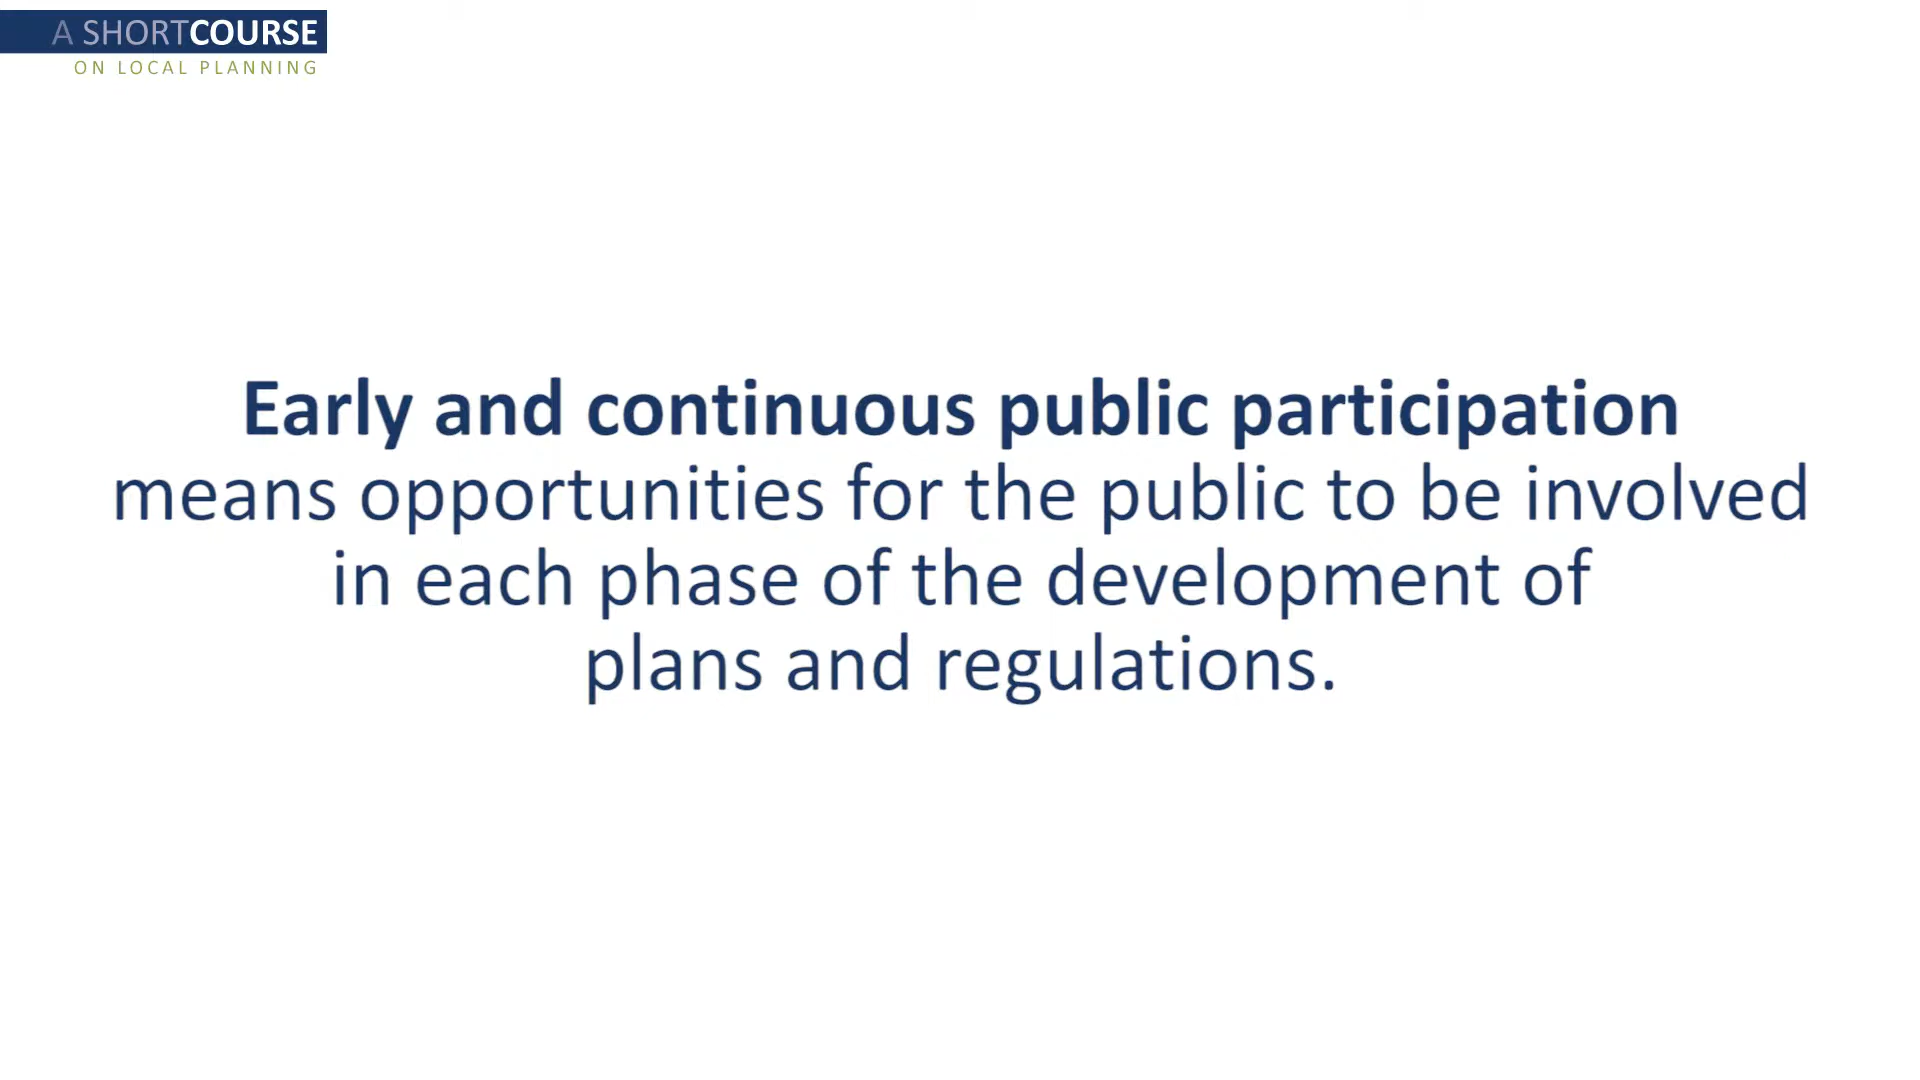 A SHORTCOURSE
ON LOCAL PLANNING
Early and continuous public participation
means opportunities for the public to be involved
in each phase of the development of
plans and regulations.